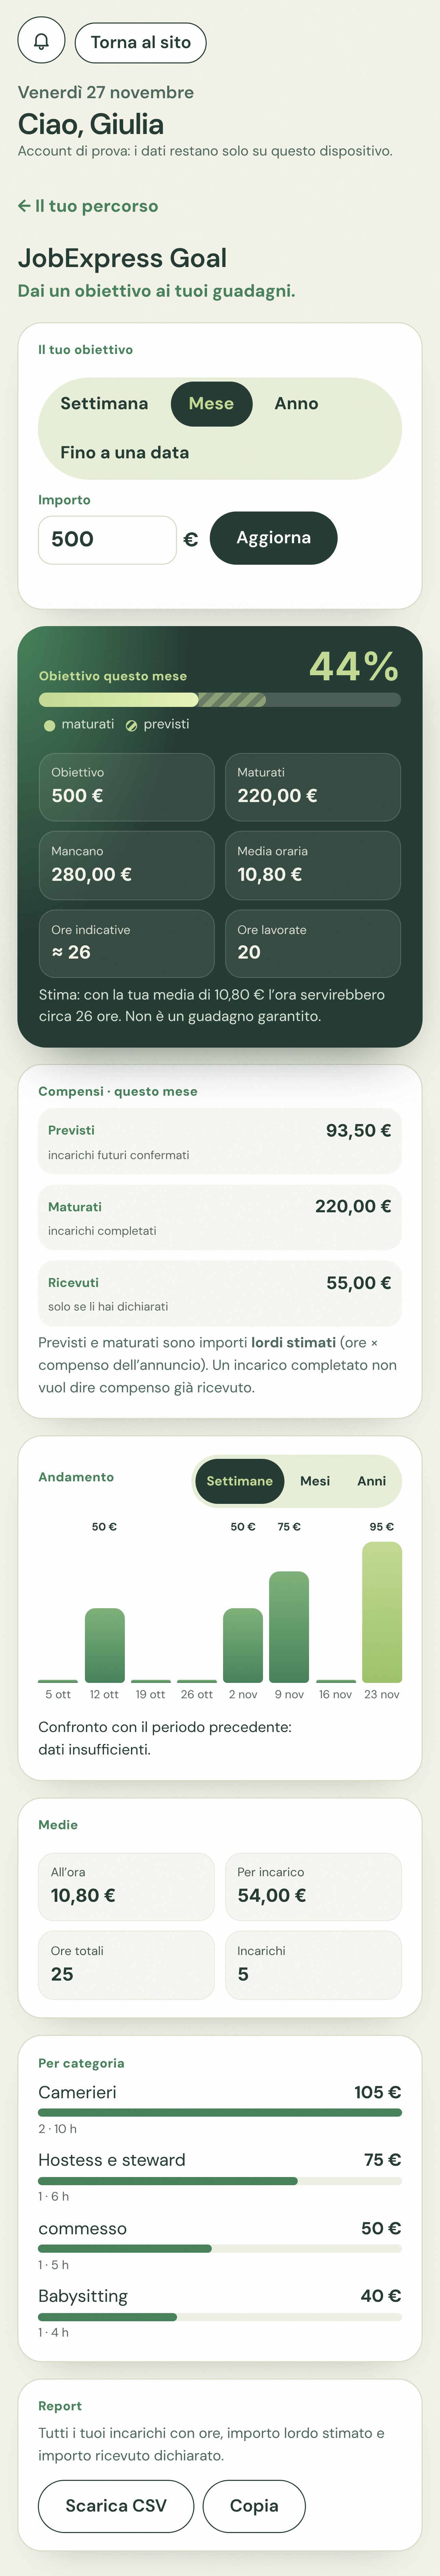 Torna al sito
Venerdì 27 novembre
Ciao, Giulia
Account di prova: i dati restano solo su questo dispositivo.
← Il tuo percorso
JobExpress Goal
Dai un obiettivo ai tuoi guadagni.
Il tuo obiettivo
Settimana Mese Anno
Fino a una data
Importo
500 € Aggiorna
Obiettivo questo mese 44%
maturati previsti
Obiettivo Maturati
500 € 220,00 €
Mancano Media oraria
280,00 € 10,80 €
Ore indicative Ore lavorate
≈ 26 20
Stima: con la tua media di 10,80 € l’ora servirebbero
circa 26 ore. Non è un guadagno garantito.
Compensi · questo mese
Previsti 93,50 €
incarichi futuri confermati
Maturati 220,00 €
incarichi completati
Ricevuti 55,00 €
solo se li hai dichiarati
Previsti e maturati sono importi lordi stimati (ore ×
compenso dell’annuncio). Un incarico completato non
vuol dire compenso già ricevuto.
Andamento Settimane Mesi Anni
50 € 50 € 75 € 95 €
5 ott 12 ott 19 ott 26 ott 2 nov 9 nov 16 nov 23 nov
Confronto con il periodo precedente:
dati insufficienti.
Medie
All’ora Per incarico
10,80 € 54,00 €
Ore totali Incarichi
25 5
Per categoria
Camerieri 105 €
2 · 10 h
Hostess e steward 75 €
1 · 6 h
commesso 50 €
1 · 5 h
Babysitting 40 €
1 · 4 h
Report
Tutti i tuoi incarichi con ore, importo lordo stimato e
importo ricevuto dichiarato.
Scarica CSV Copia